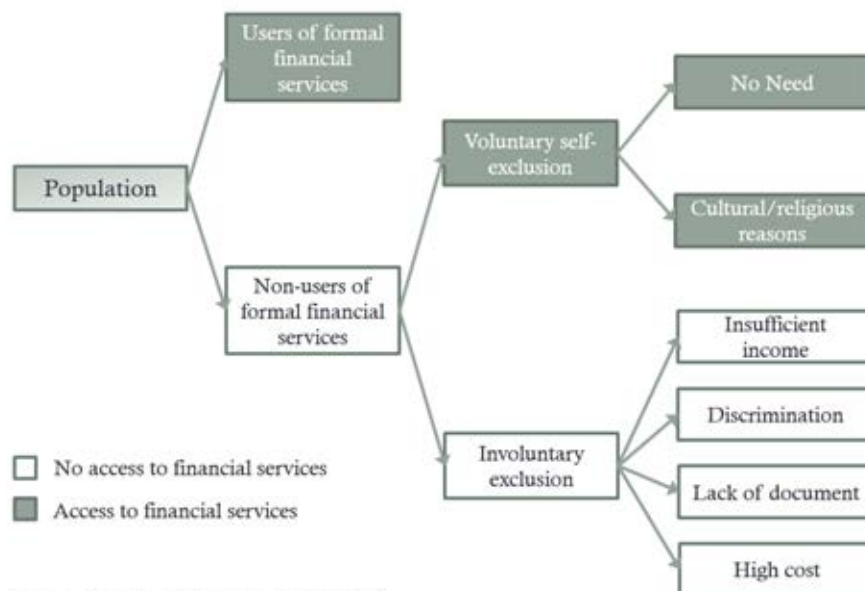 Users of formal
financial
services
No Need
Voluntary self-
exclusion
Population
Cultural/religious
reasons
Non-users of
formal financial
services
Insufficient
income
Discrimination
Involuntary
exclusion
Lack of document
High cost
No access to financial services
Access to financial services